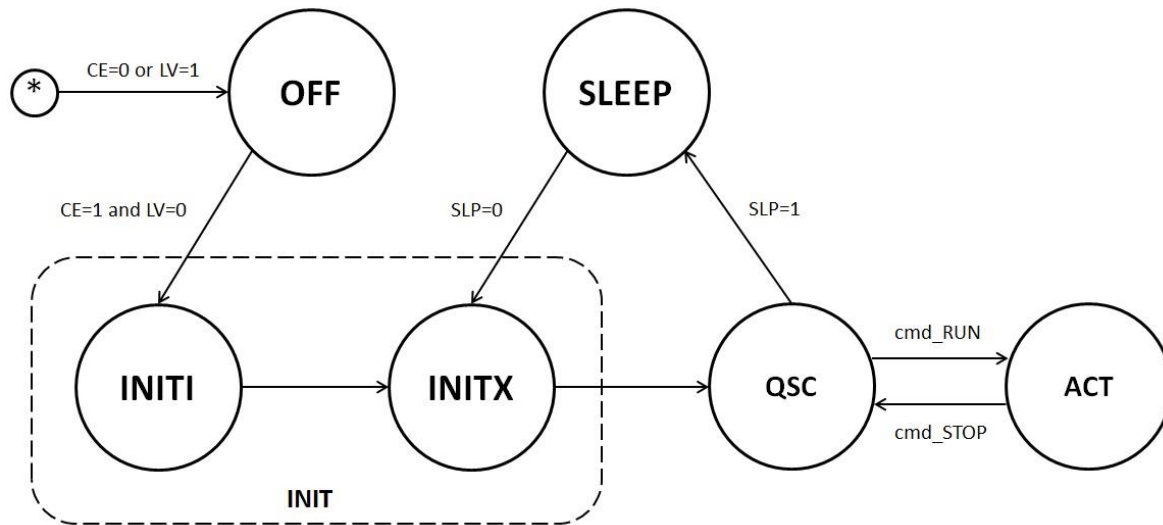 *
CE=0 or LV=1
OFF
SLEEP
CE=1 and LV=0
SLP=0
SLP=1
INITI
INITX
QSC
cmd_RUN
cmd_STOP
ACT
INIT